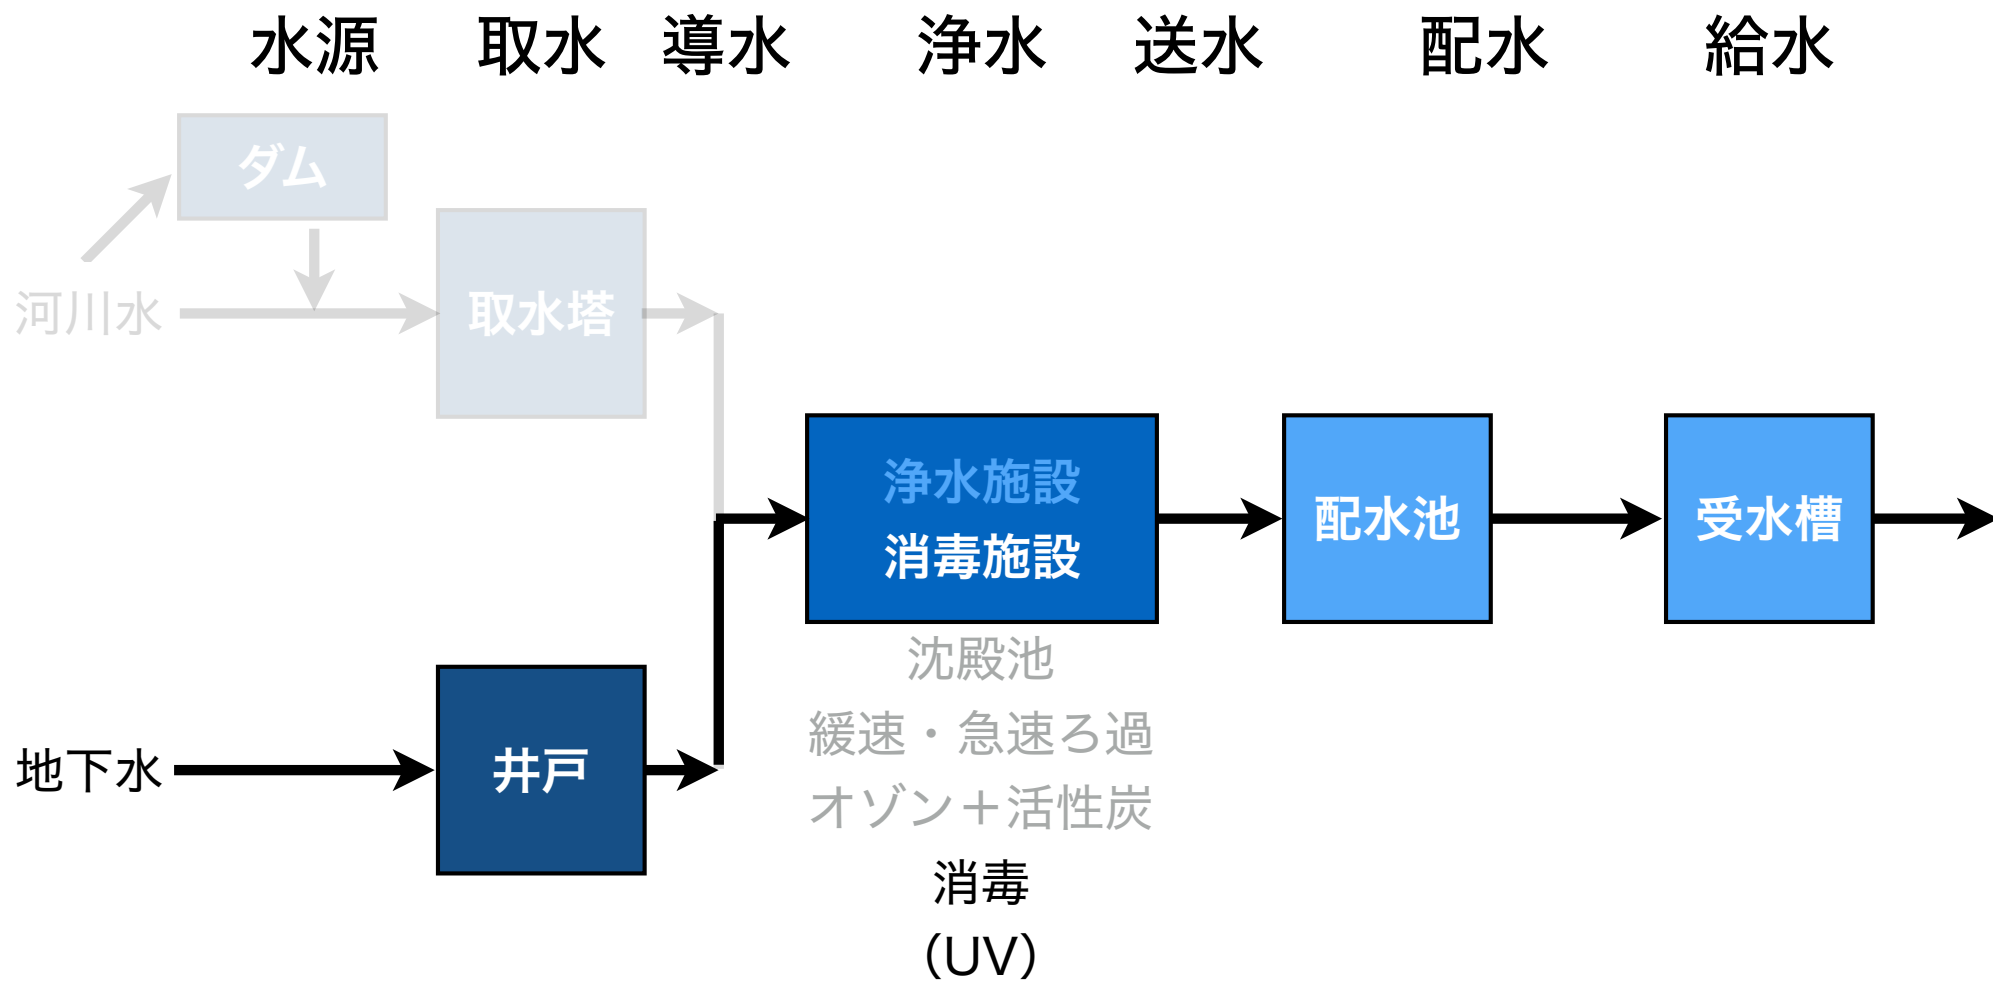 水源 取水 導水 浄水 送水 配水 給水
ダム
河川水
取水塔
浄水施設
消毒施設
配水池
受水槽
沈殿池
緩速・急速ろ過
オゾン＋活性炭
消毒
（UV）
地下水
井戸